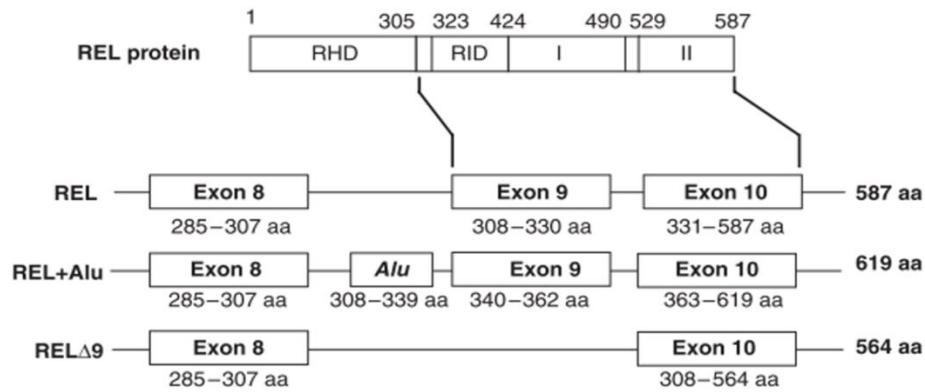 1 305 323 424 490 529 587
REL protein RHD RID I II
REL Exon 8 Exon 9 Exon 10 587 aa
285–307 aa 308–330 aa 331–587 aa
REL+Alu Exon 8 Alu Exon 9 Exon 10 619 aa
285–307 aa 308–339 aa 340–362 aa 363–619 aa
RELΔ9 Exon 8 Exon 10 564 aa
285–307 aa 308–564 aa